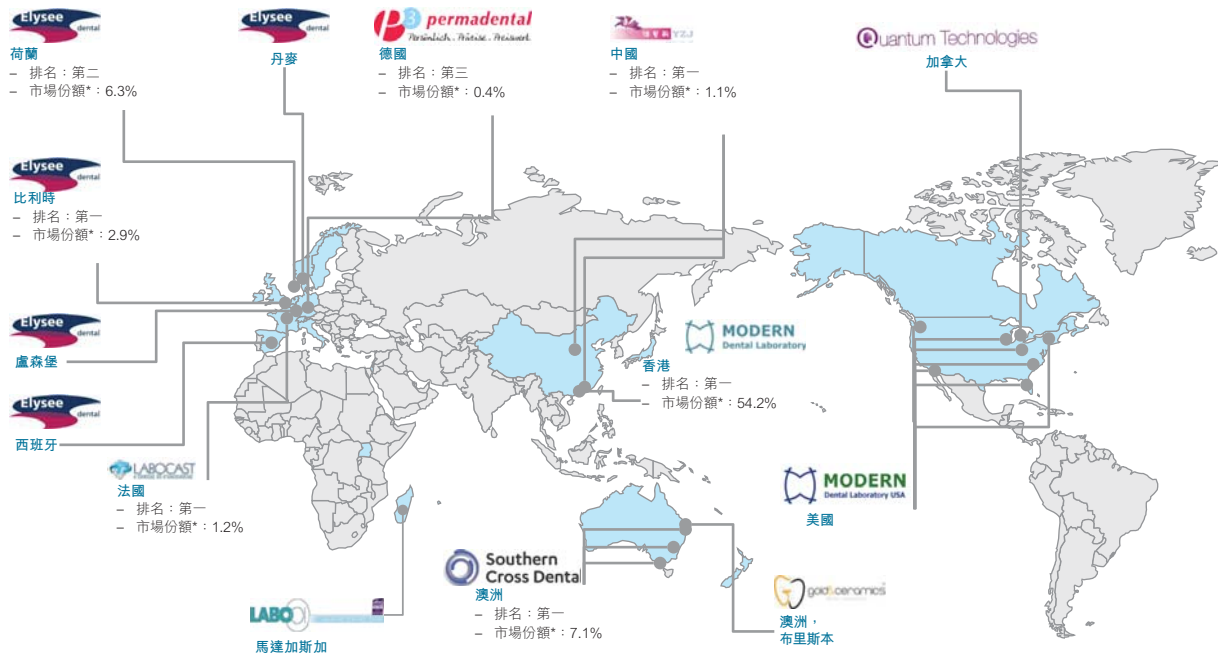 Elysee
dental
荷蘭
– 排名：第二
– 市場份額*：6.3%
Elysee
dental
丹麥
P3 permadental
Persönlich. Präzise. Preiswert
德國
– 排名：第三
– 市場份額*：0.4%
YZJ
中國
– 排名：第一
– 市場份額*：1.1%
Quantum Technologies
加拿大
Elysee
dental
比利時
– 排名：第一
– 市場份額*：2.9%
Elysee
dental
盧森堡
Elysee
dental
西班牙
LABOCAST
法國
– 排名：第一
– 市場份額*：1.2%
MODERN
Dental Laboratory
香港
– 排名：第一
– 市場份額*：54.2%
MODERN
Dental Laboratory USA
美國
Southern
Cross Dental
澳洲
– 排名：第一
– 市場份額*：7.1%
gold&ceramics
澳洲，
布里斯本
LABO
馬達加斯加